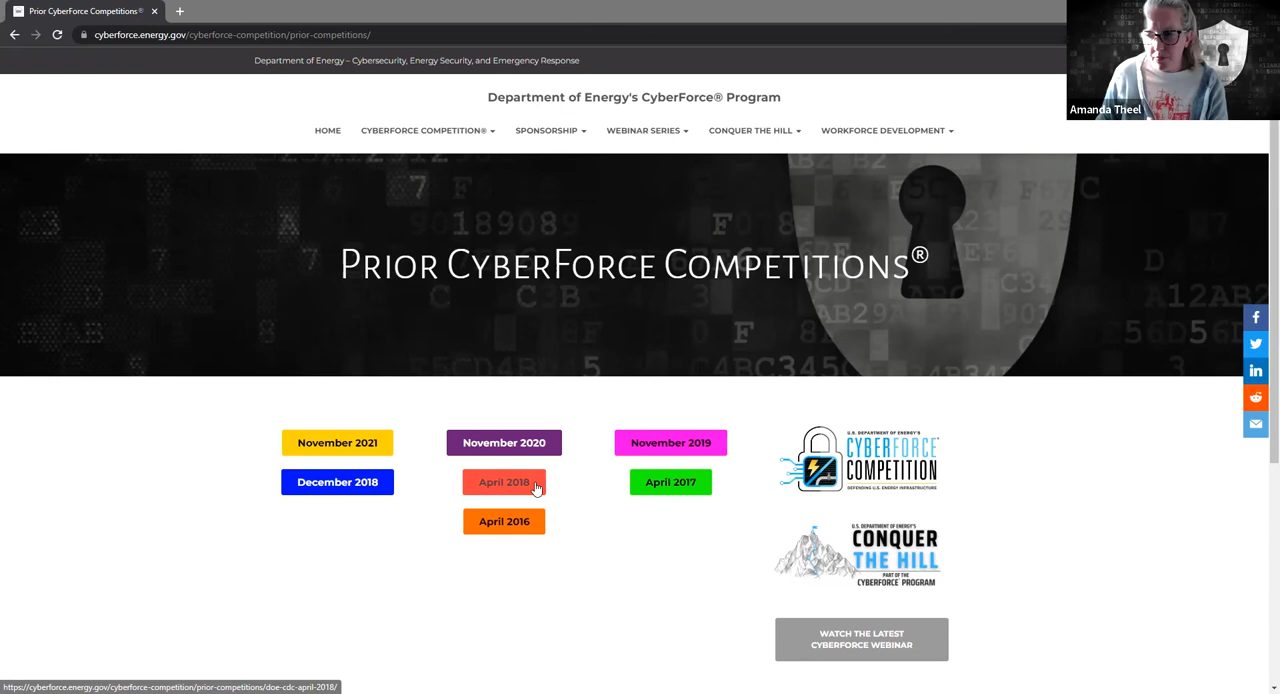 Prior CyberForce Competitions®
cyberforce.energy.gov/cyberforce-competition/prior-competitions/
Department of Energy – Cybersecurity, Energy Security, and Emergency Response
Amanda Theel
Department of Energy's CyberForce® Program
HOME CYBERFORCE COMPETITION® SPONSORSHIP WEBINAR SERIES CONQUER THE HILL WORKFORCE DEVELOPMENT
PRIOR CYBERFORCE COMPETITIONS®
November 2021 November 2020 November 2019
December 2018 April 2018 April 2017
April 2016
U.S. DEPARTMENT OF ENERGY'S
CYBERFORCE®
COMPETITION
DEFENDING U.S. ENERGY INFRASTRUCTURE
U.S. DEPARTMENT OF ENERGY'S
CONQUER
THE HILL
PART OF THE
CYBERFORCE PROGRAM
WATCH THE LATEST
CYBERFORCE WEBINAR
https://cyberforce.energy.gov/cyberforce-competition/prior-competitions/doe-cdc-april-2018/